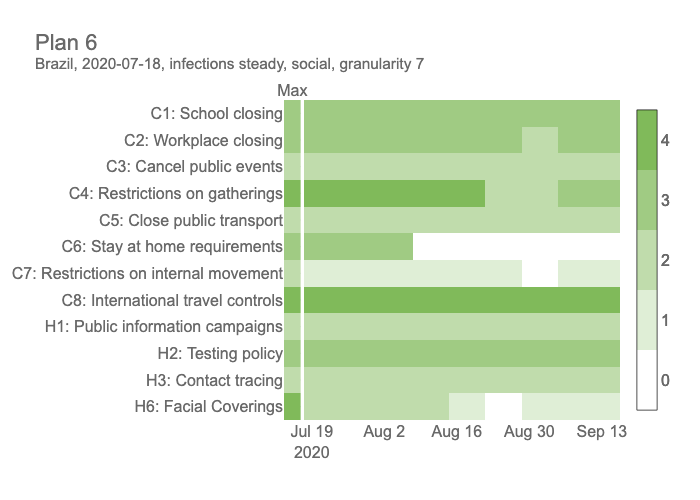 Plan 6
Brazil, 2020-07-18, infections steady, social, granularity 7
Max
C1: School closing
C2: Workplace closing
C3: Cancel public events
C4: Restrictions on gatherings
C5: Close public transport
C6: Stay at home requirements
C7: Restrictions on internal movement
C8: International travel controls
H1: Public information campaigns
H2: Testing policy
H3: Contact tracing
H6: Facial Coverings
4
3
2
1
0
Jul 19 Aug 2 Aug 16 Aug 30 Sep 13
2020